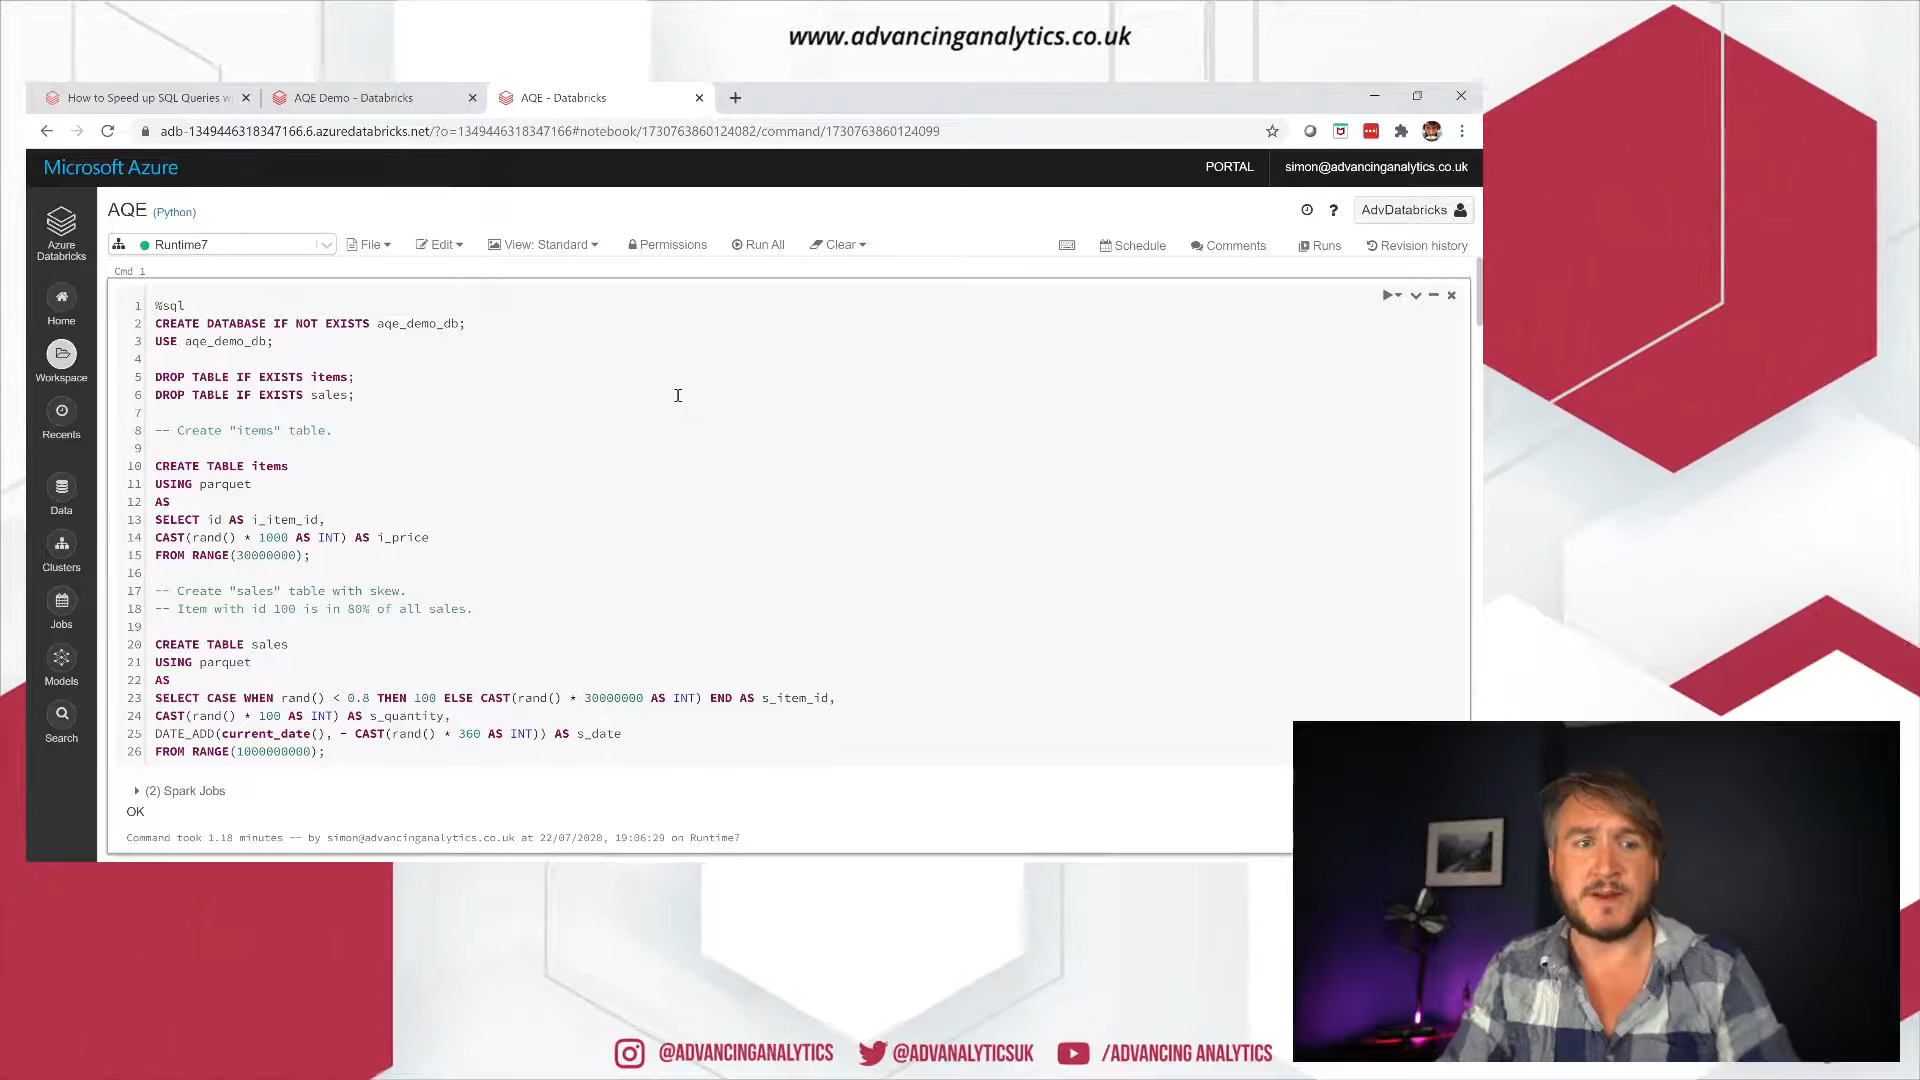 www.advancinganalytics.co.uk
How to Speed up SQL Queries w
AQE Demo - Databricks
AQE - Databricks
adb-1349446318347166.6.azuredatabricks.net/?o=1349446318347166#notebook/1730763860124082/command/1730763860124099
Microsoft Azure
PORTAL
simon@advancinganalytics.co.uk
AQE (Python)
AdvDatabricks
Runtime7
File
Edit
View: Standard
Permissions
Run All
Clear
Schedule
Comments
Runs
Revision history
Azure
Databricks
Home
Workspace
Recents
Data
Clusters
Jobs
Models
Search
Cmd 1
1 %sql
2 CREATE DATABASE IF NOT EXISTS aqe_demo_db;
3 USE aqe_demo_db;
4
5 DROP TABLE IF EXISTS items;
6 DROP TABLE IF EXISTS sales;
7
8 -- Create "items" table.
9
10 CREATE TABLE items
11 USING parquet
12 AS
13 SELECT id AS i_item_id,
14 CAST(rand() * 1000 AS INT) AS i_price
15 FROM RANGE(30000000);
16
17 -- Create "sales" table with skew.
18 -- Item with id 100 is in 80% of all sales.
19
20 CREATE TABLE sales
21 USING parquet
22 AS
23 SELECT CASE WHEN rand() < 0.8 THEN 100 ELSE CAST(rand() * 30000000 AS INT) END AS s_item_id,
24 CAST(rand() * 100 AS INT) AS s_quantity,
25 DATE_ADD(current_date(), - CAST(rand() * 360 AS INT)) AS s_date
26 FROM RANGE(1000000000);
(2) Spark Jobs
OK
Command took 1.18 minutes -- by simon@advancinganalytics.co.uk at 22/07/2020, 19:06:29 on Runtime7
@ADVANCINGANALYTICS
@ADVANALYTICSUK
/ADVANCING ANALYTICS